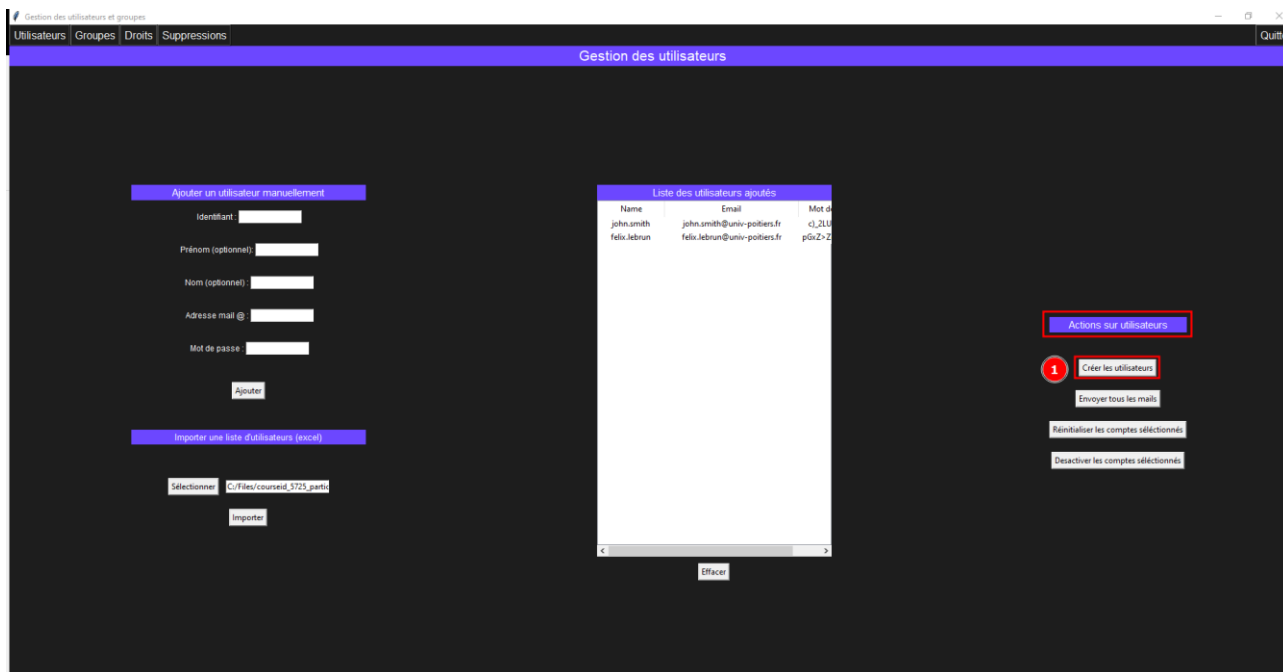 Gestion des utilisateurs et groupes
Utilisateurs Groupes Droits Suppressions
Gestion des utilisateurs
Ajouter un utilisateur manuellement
Identifiant :
Prénom (optionnel):
Nom (optionnel) :
Adresse mail @ :
Mot de passe :
Ajouter
Importer une liste d'utilisateurs (excel)
Sélectionner C:/Files/courseid_5725_partic
Importer
Liste des utilisateurs ajoutés
Name Email Mot de
john.smith john.smith@univ-poitiers.fr c)_2LU
felix.lebrun felix.lebrun@univ-poitiers.fr pGxZ>Z
Effacer
Actions sur utilisateurs
1 Créer les utilisateurs
Envoyer tous les mails
Réinitialiser les comptes séléctionnés
Desactiver les comptes séléctionnés